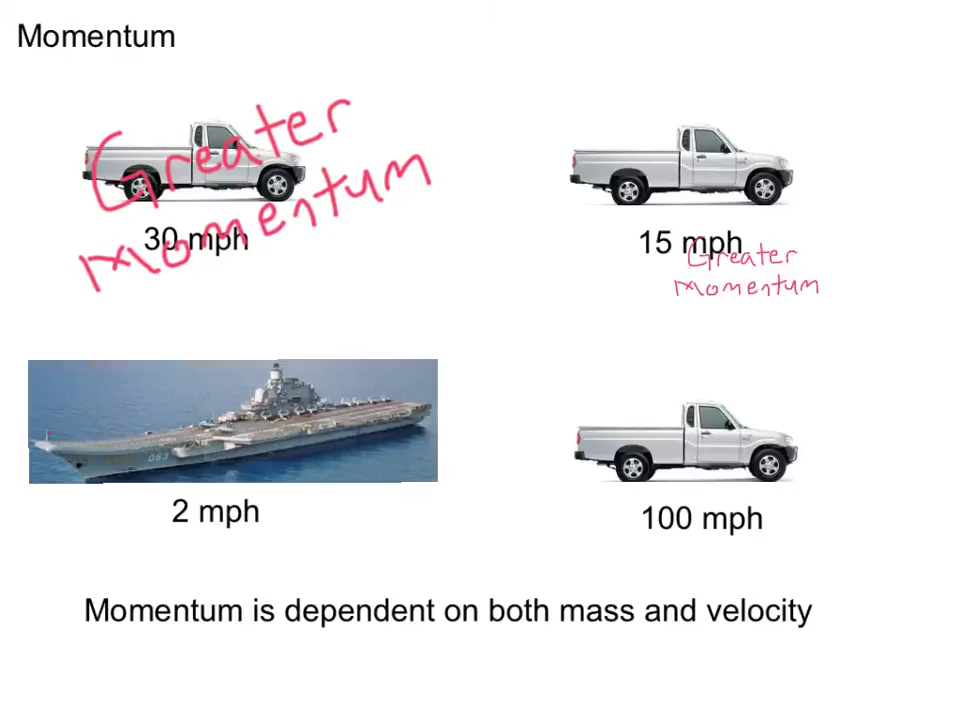 Momentum
Greater
Momentum
30 mph
15 mph
Greater
Momentum
063
2 mph
100 mph
Momentum is dependent on both mass and velocity